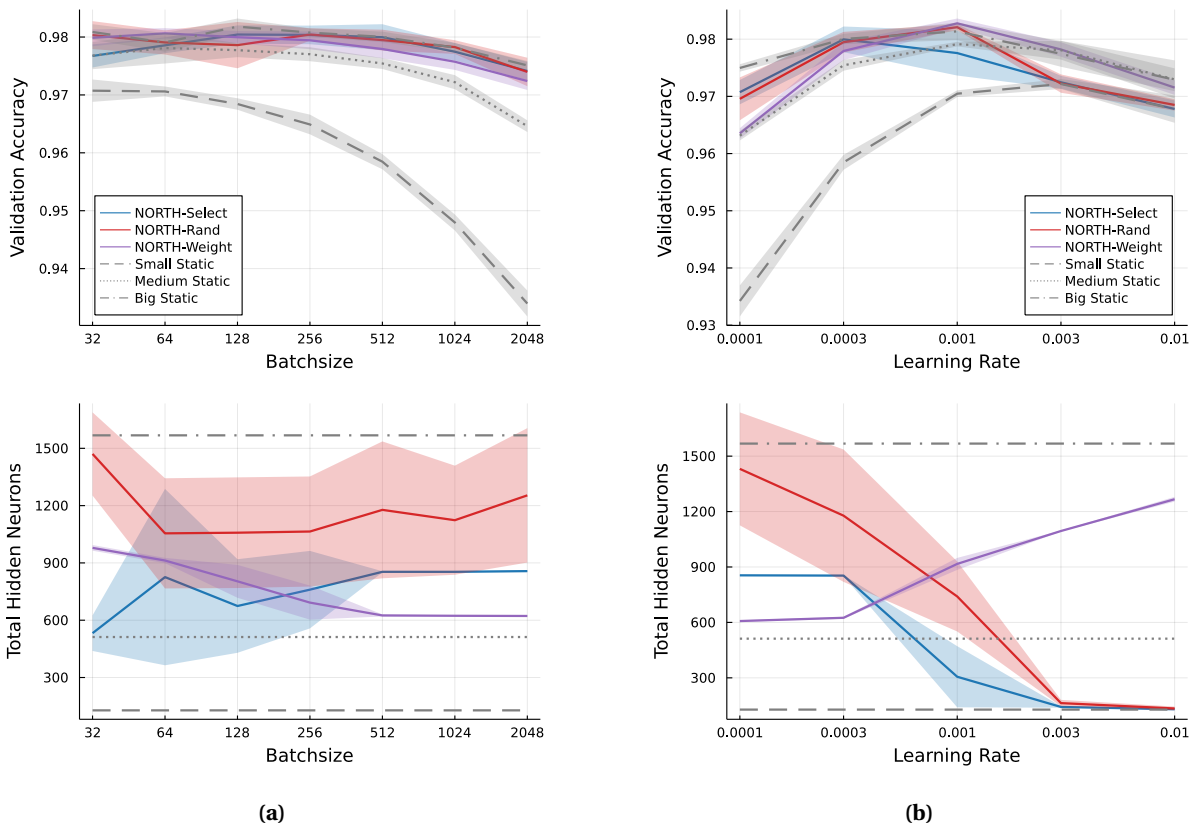 0.98
0.97
0.96
0.95
0.94
Validation Accuracy
NORTH-Select
NORTH-Rand
NORTH-Weight
Small Static
Medium Static
Big Static
32 64 128 256 512 1024 2048
Batchsize
0.98
0.97
0.96
0.95
0.94
0.93
Validation Accuracy
NORTH-Select
NORTH-Rand
NORTH-Weight
Small Static
Medium Static
Big Static
0.0001 0.0003 0.001 0.003 0.01
Learning Rate
1500
1200
900
600
300
Total Hidden Neurons
32 64 128 256 512 1024 2048
Batchsize
1500
1200
900
600
300
Total Hidden Neurons
0.0001 0.0003 0.001 0.003 0.01
Learning Rate
(a)
(b)